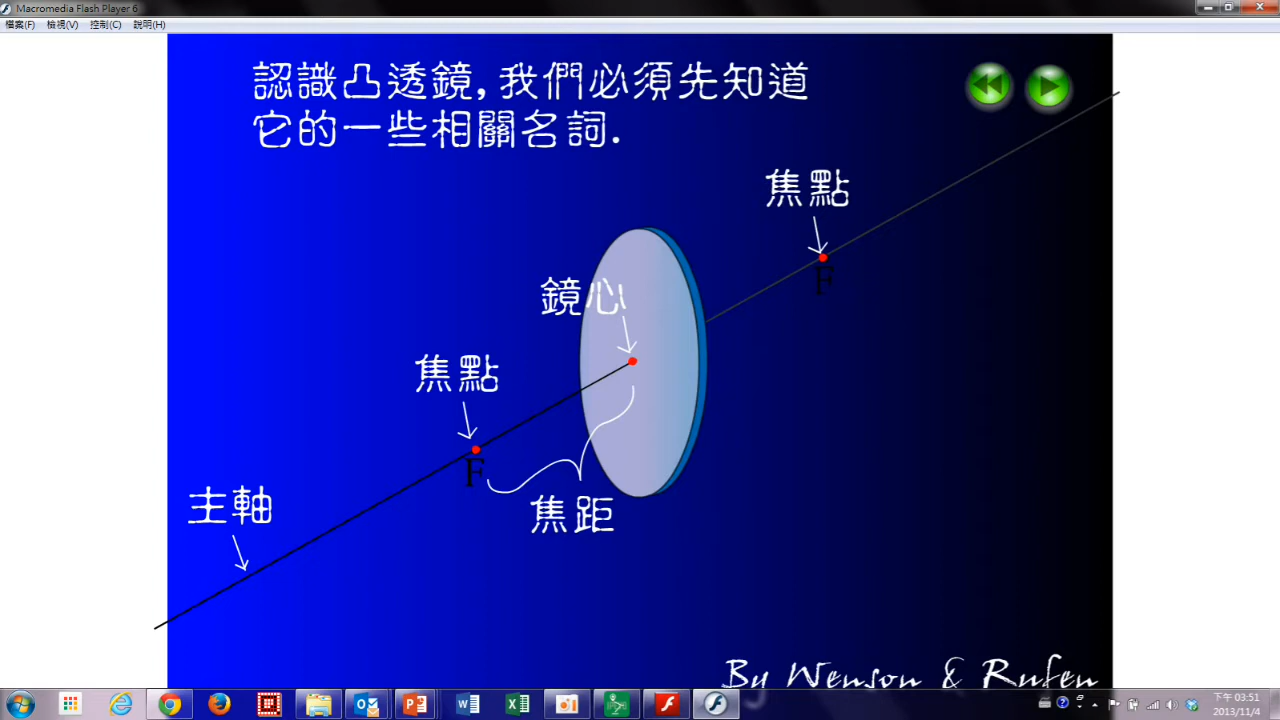 Macromedia Flash Player 6
檔案(F) 檢視(V) 控制(C) 說明(H)
認識凸透鏡,我們必須先知道
它的一些相關名詞.
焦點
F
鏡心
焦點
F
焦距
主軸
By Wenson & Rufen
下午 03:51
2013/11/4